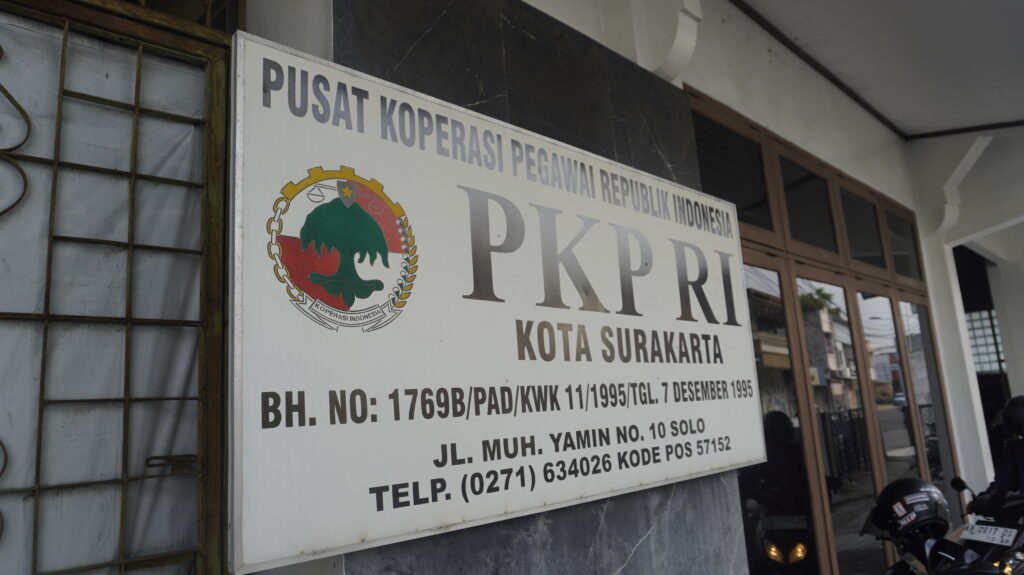 PUSAT KOPERASI PEGAWAI REPUBLIK INDONESIA
KOPERASI INDONESIA
PKP RI
KOTA SURAKARTA
BH. NO: 1769B/PAD/KWK 11/1995/TGL. 7 DESEMBER 1995
JL. MUH. YAMIN NO. 10 SOLO
TELP. (0271) 634026 KODE POS 57152